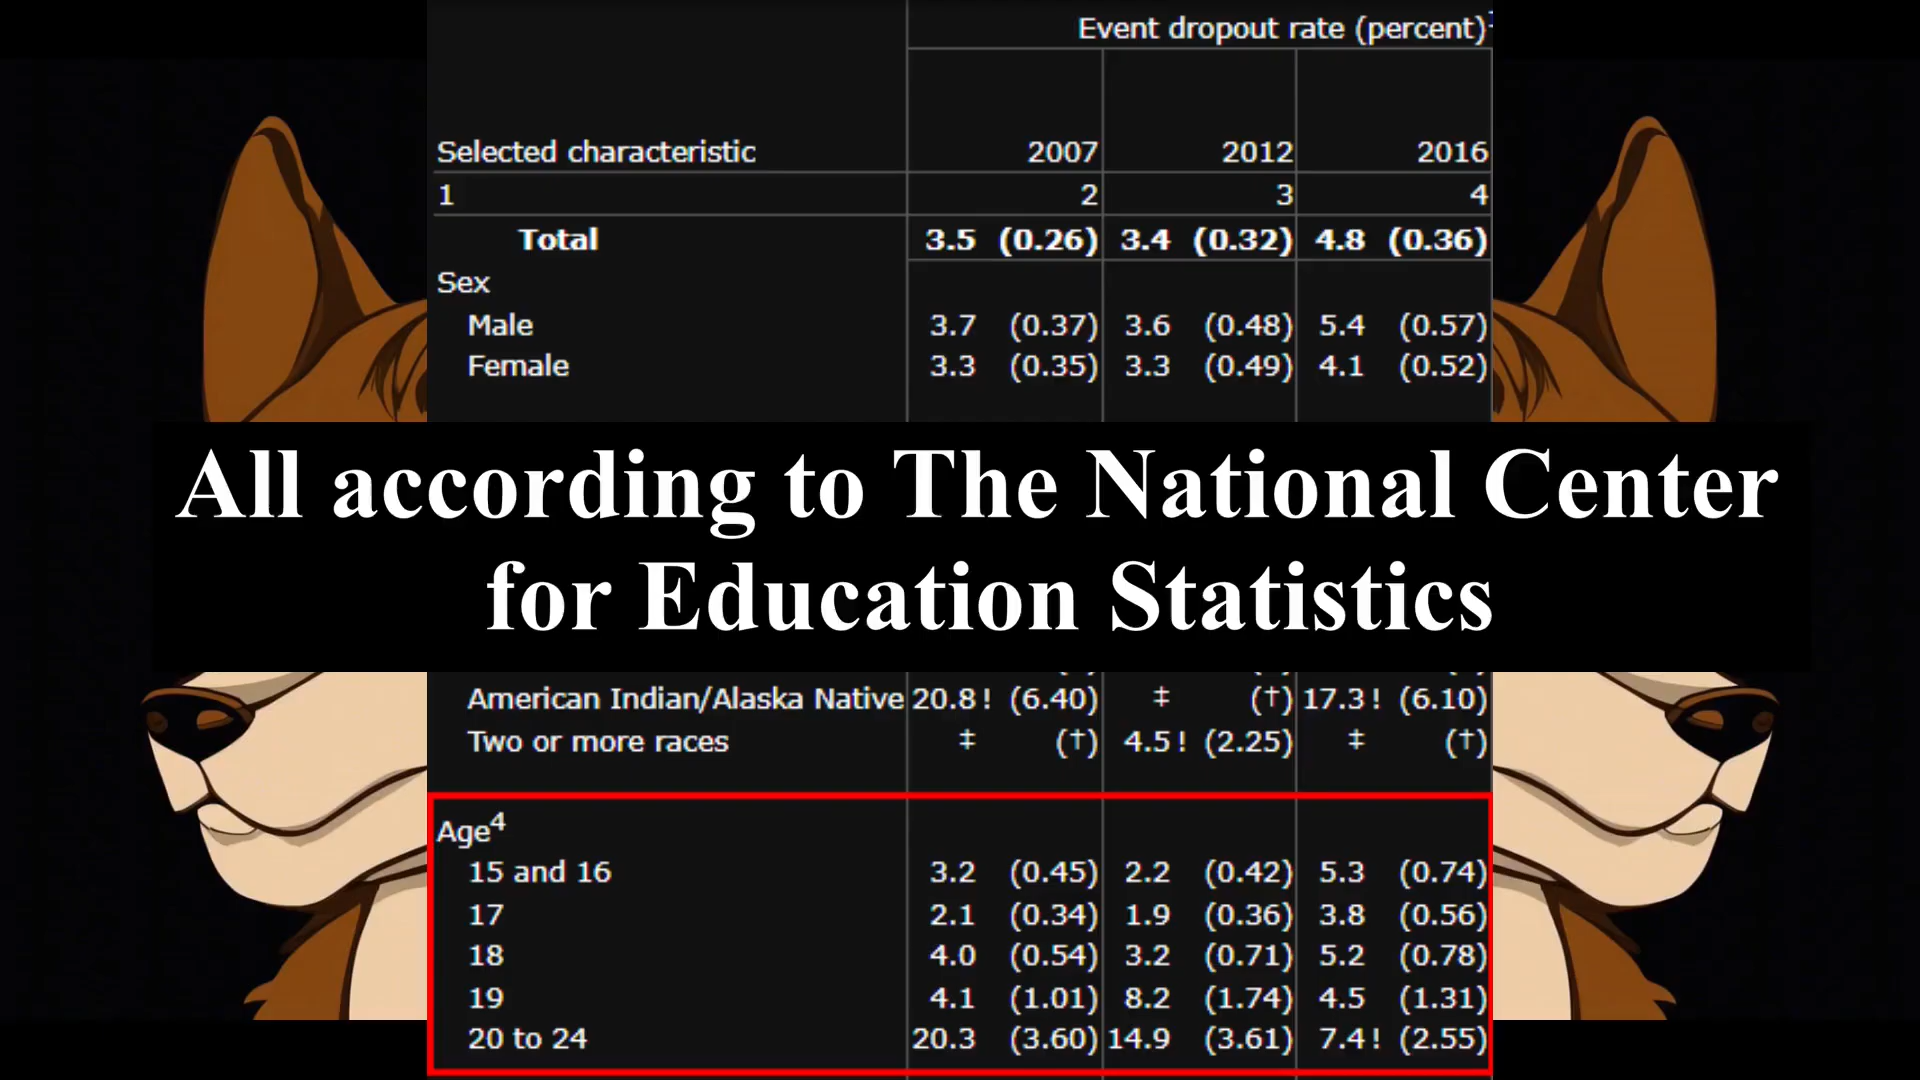 Event dropout rate (percent)
Selected characteristic 2007 2012 2016
1 2 3 4
Total 3.5 (0.26) 3.4 (0.32) 4.8 (0.36)
Sex
Male 3.7 (0.37) 3.6 (0.48) 5.4 (0.57)
Female 3.3 (0.35) 3.3 (0.49) 4.1 (0.52)
All according to The National Center
for Education Statistics
American Indian/Alaska Native 20.8! (6.40) ‡ (†) 17.3! (6.10)
Two or more races ‡ (†) 4.5! (2.25) ‡ (†)
Age4
15 and 16 3.2 (0.45) 2.2 (0.42) 5.3 (0.74)
17 2.1 (0.34) 1.9 (0.36) 3.8 (0.56)
18 4.0 (0.54) 3.2 (0.71) 5.2 (0.78)
19 4.1 (1.01) 8.2 (1.74) 4.5 (1.31)
20 to 24 20.3 (3.60) 14.9 (3.61) 7.4! (2.55)